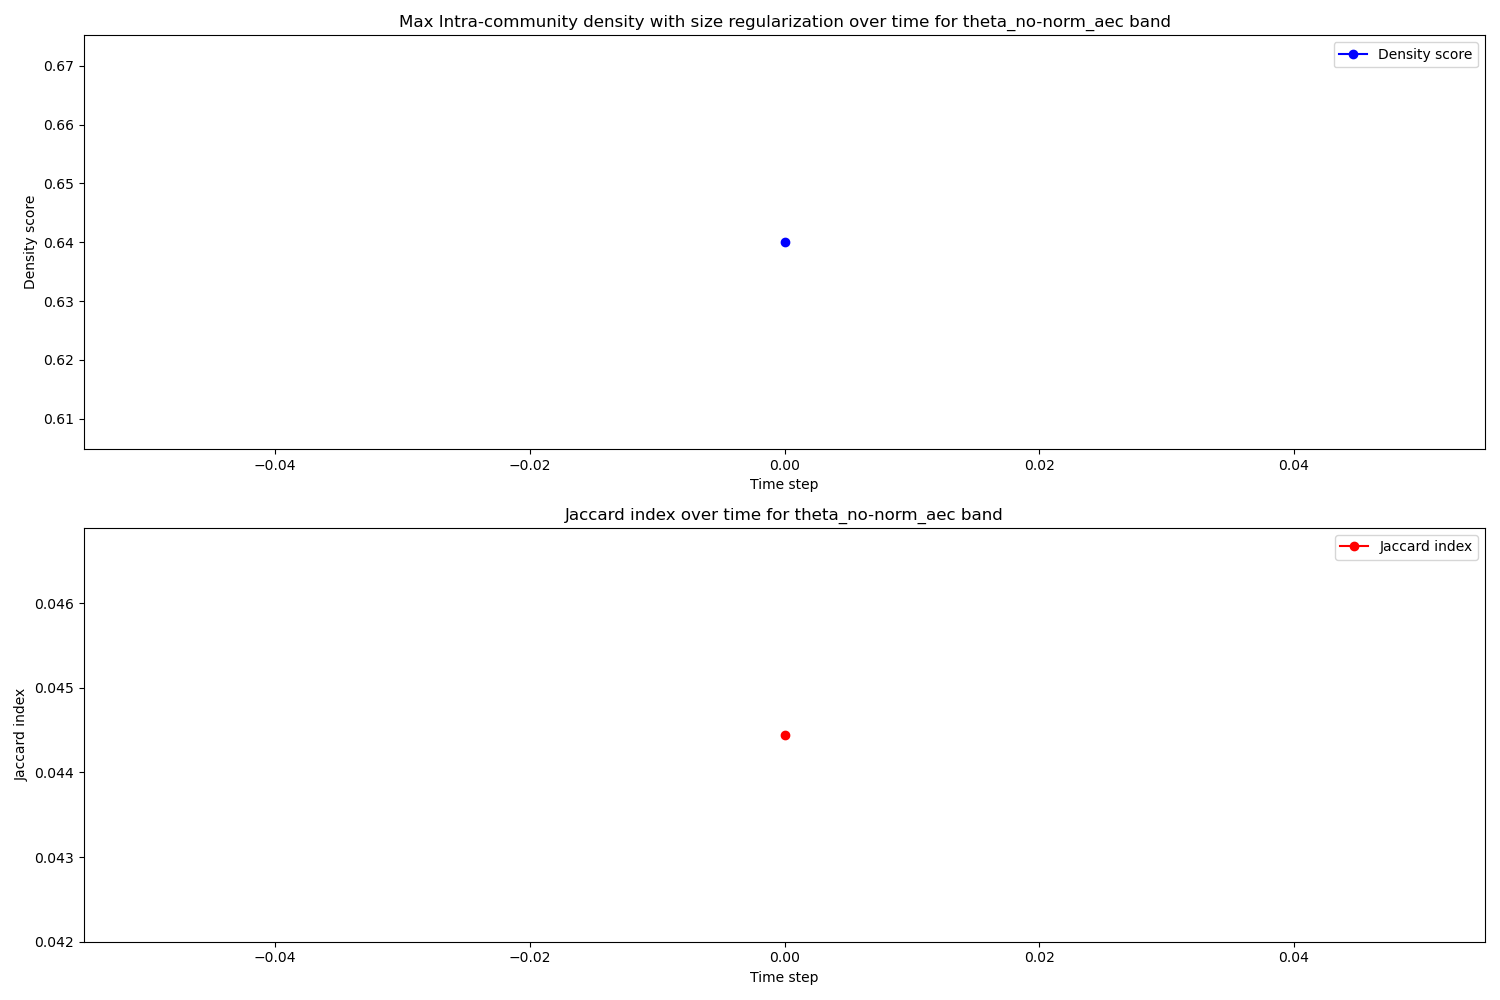 Max Intra-community density with size regularization over time for theta_no-norm_aec band
Density score
0.67
0.66
0.65
0.64
0.63
0.62
0.61
Density score
−0.04
−0.02
0.00
0.02
0.04
Time step
Jaccard index over time for theta_no-norm_aec band
Jaccard index
0.046
0.045
0.044
0.043
0.042
Jaccard index
−0.04
−0.02
0.00
0.02
0.04
Time step